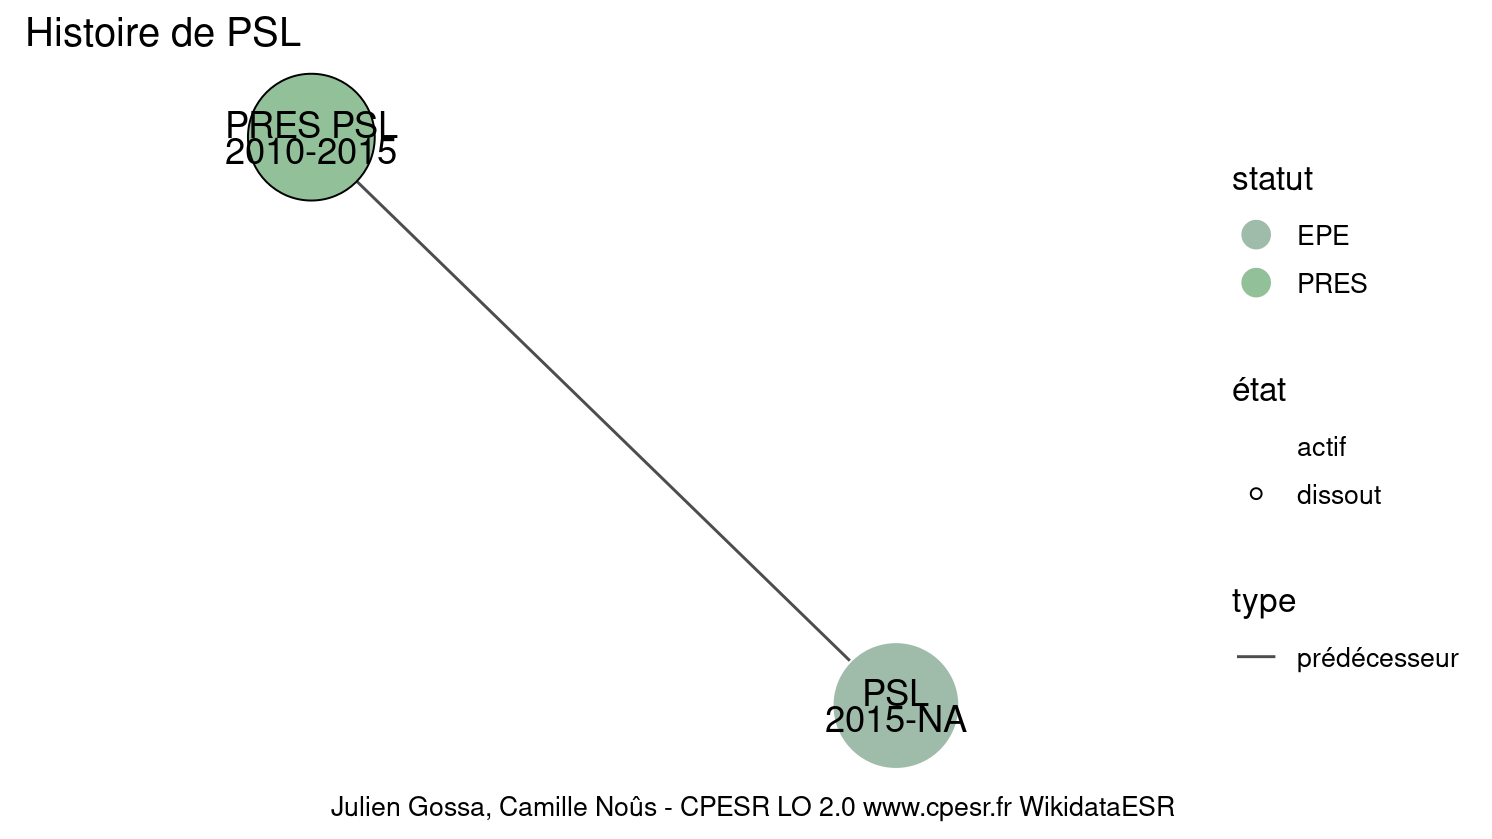 Histoire de PSL
PRES PSL
2010-2015
statut
EPE
PRES
état
actif
dissout
type
prédécesseur
PSL
2015-NA
Julien Gossa, Camille Noûs - CPESR LO 2.0 www.cpesr.fr WikidataESR